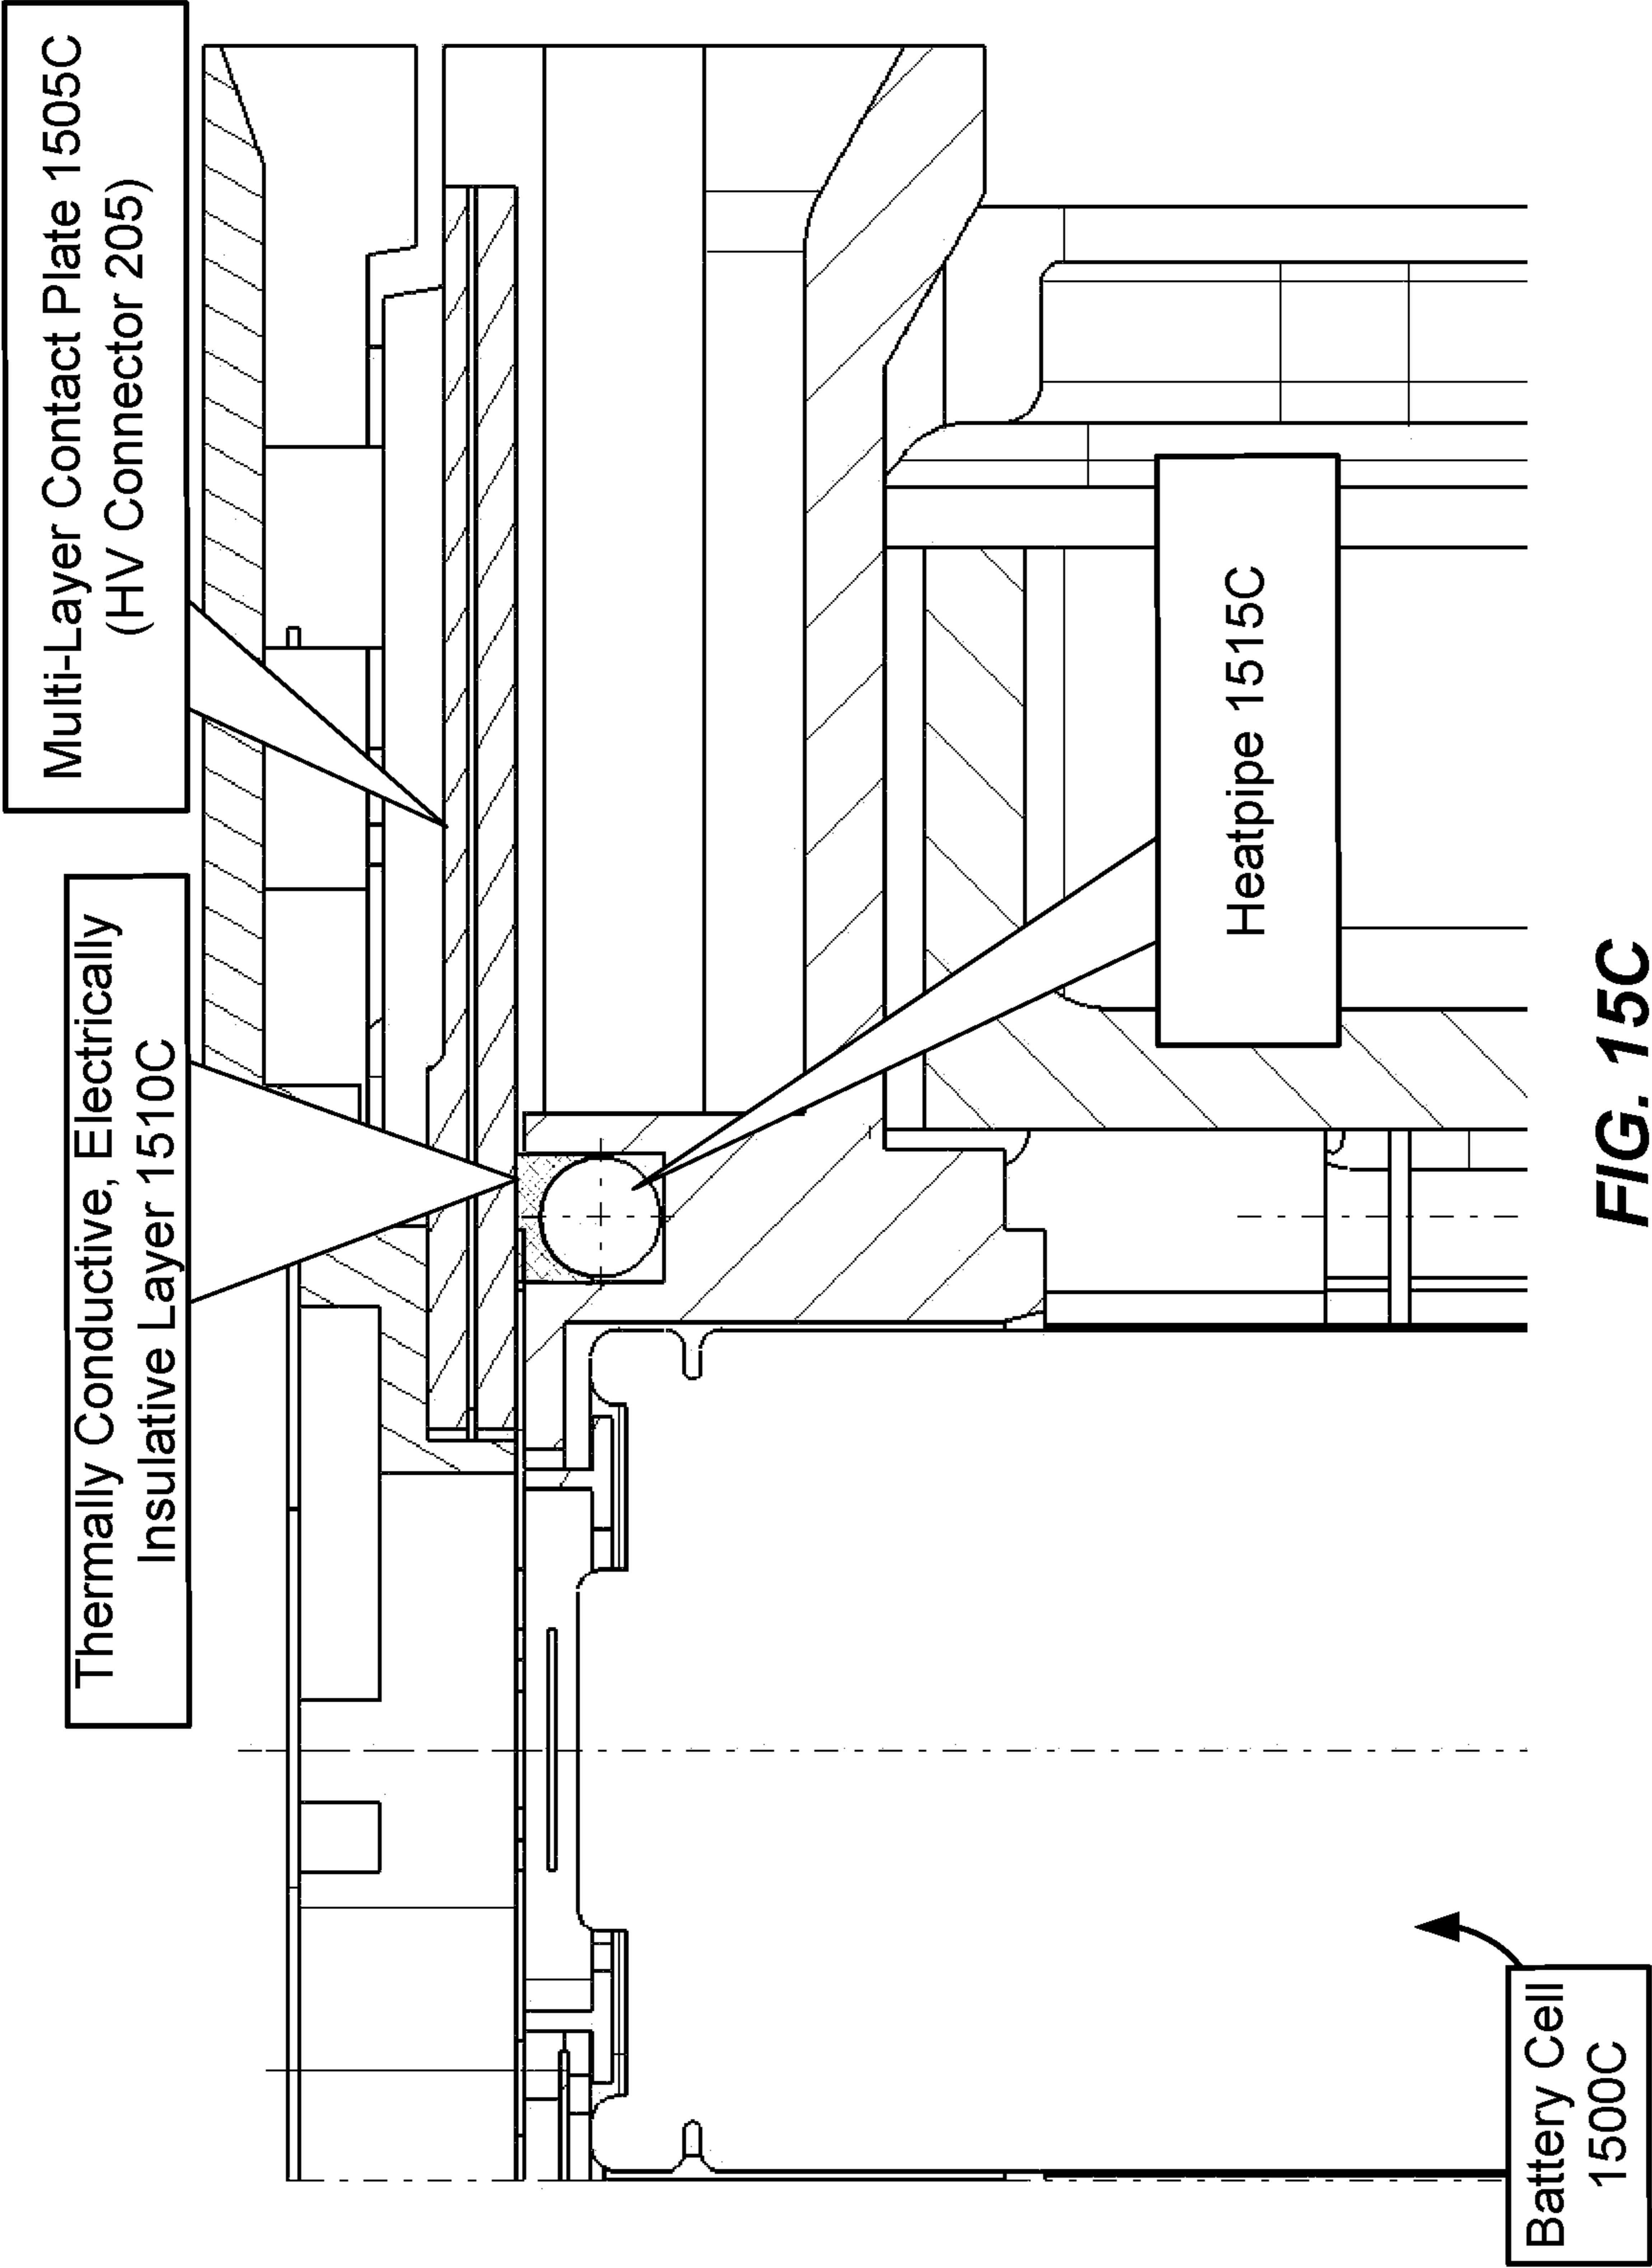 Multi-Layer Contact Plate 1505C
(HV Connector 205)
Thermally Conductive, Electrically
Insulative Layer 1510C
Heatpipe 1515C
Battery Cell
1500C
FIG. 15C